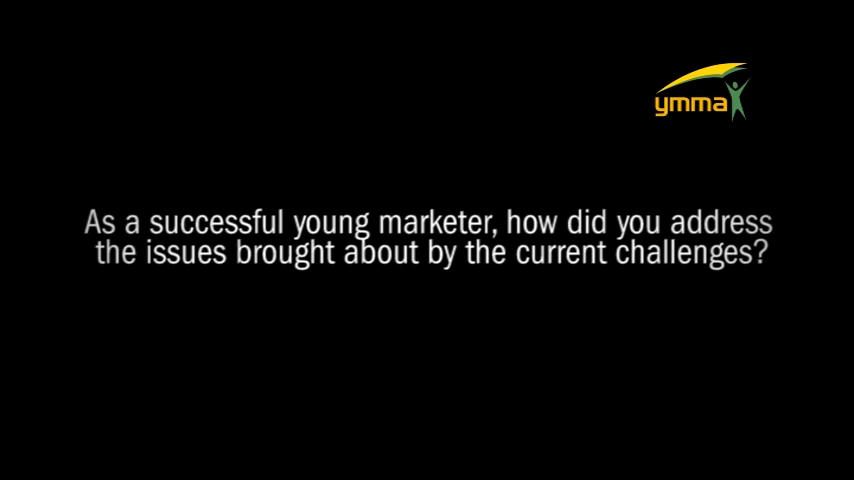 ymma
As a successful young marketer, how did you address
the issues brought about by the current challenges?